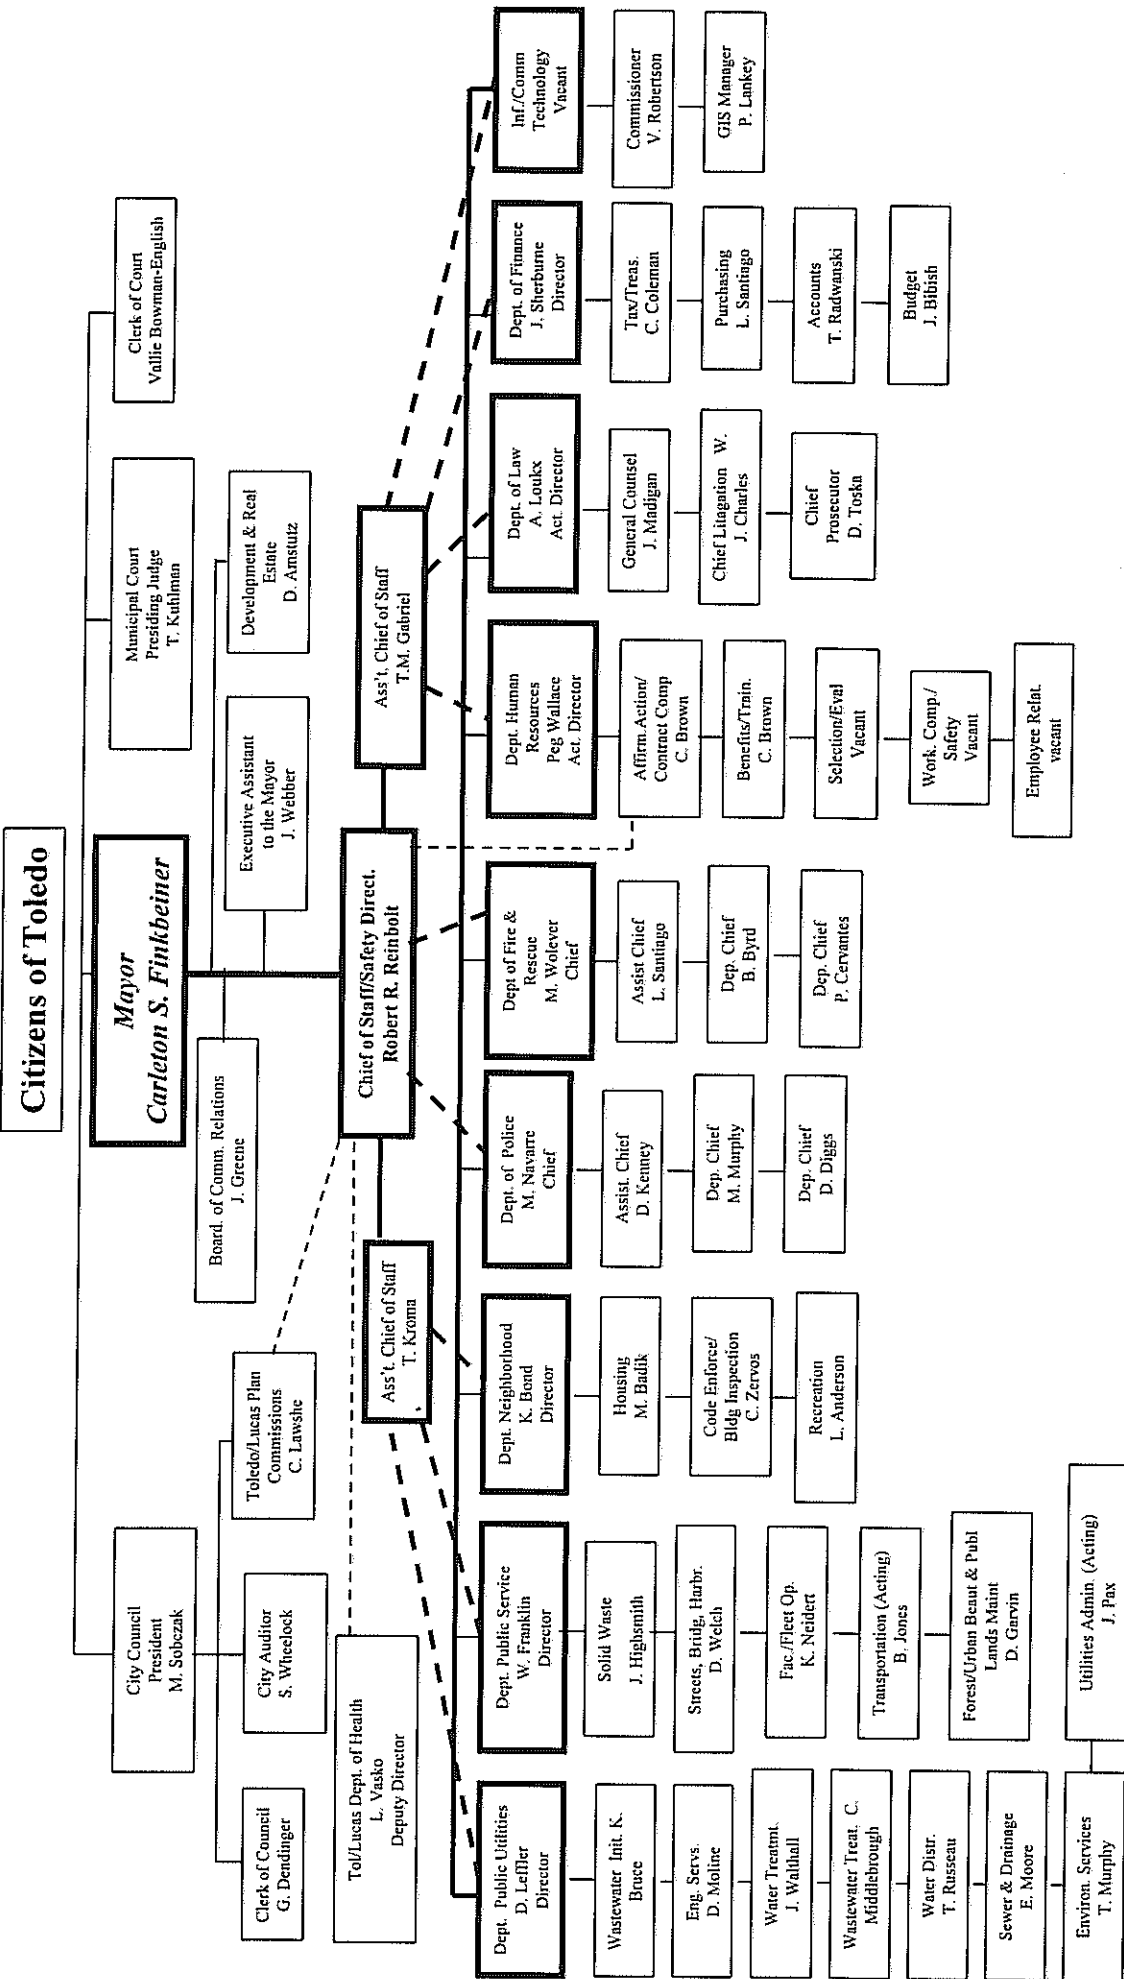 Citizens of Toledo
Mayor
Carleton S. Finkbeiner
City Council
President
M. Sobczak
Municipal Court
Presiding Judge
T. Kuhlman
Clerk of Court
Vallie Bowman-English
Clerk of Council
G. Dendinger
City Auditor
S. Wheelock
Toledo/Lucas Plan
Commissions
C. Lawshe
Board. of Comm. Relations
J. Greene
Executive Assistant
to the Mayor
J. Webber
Development & Real
Estate
D. Amstutz
Tol/Lucas Dept. of Health
L. Vasko
Deputy Director
Chief of Staff/Safety Direct.
Robert R. Reinbolt
Ass't. Chief of Staff
T. Kroma
Ass't. Chief of Staff
T.M. Gabriel
Dept. Public Utilities
D. Leffler
Director
Wastewater Init. K.
Bruce
Eng. Servs.
D. Moline
Water Treatmt.
J. Walthall
Wastewater Treat. C.
Middlebrough
Water Distr.
T. Russeau
Sewer & Drainage
E. Moore
Environ. Services
T. Murphy
Utilities Admin. (Acting)
J. Pax
Dept. Public Service
W. Franklin
Director
Solid Waste
J. Highsmith
Streets, Bridg, Harbr.
D. Welch
Fac./Fleet Op.
K. Neidert
Transportation (Acting)
B. Jones
Forest/Urban Beaut & Publ
Lands Maint
D. Garvin
Dept. Neighborhood
K. Bond
Director
Housing
M. Badik
Code Enforce/
Bldg Inspection
C. Zervos
Recreation
L. Anderson
Dept. of Police
M. Navarre
Chief
Assist. Chief
D. Kenney
Dep. Chief
M. Murphy
Dep. Chief
D. Diggs
Dept of Fire &
Rescue
M. Wolever
Chief
Assist Chief
L. Santiago
Dep. Chief
B. Byrd
Dep. Chief
P. Cervantes
Dept. Human
Resources
Peg Wallace
Act. Director
Affirm. Action/
Contract Comp
C. Brown
Benefits/Train.
C. Brown
Selection/Eval
Vacant
Work. Comp./
Safety
Vacant
Employee Relat.
vacant
Dept. of Law
A. Loukx
Act. Director
General Counsel
J. Madigan
Chief Litagation W.
J. Charles
Chief
Prosecutor
D. Toska
Dept. of Finance
J. Sherburne
Director
Tax/Treas.
C. Coleman
Purchasing
L. Santiago
Accounts
T. Radwanski
Budget
J. Bibish
Inf./Comm
Technology
Vacant
Commissioner
V. Robertson
GIS Manager
P. Lankey